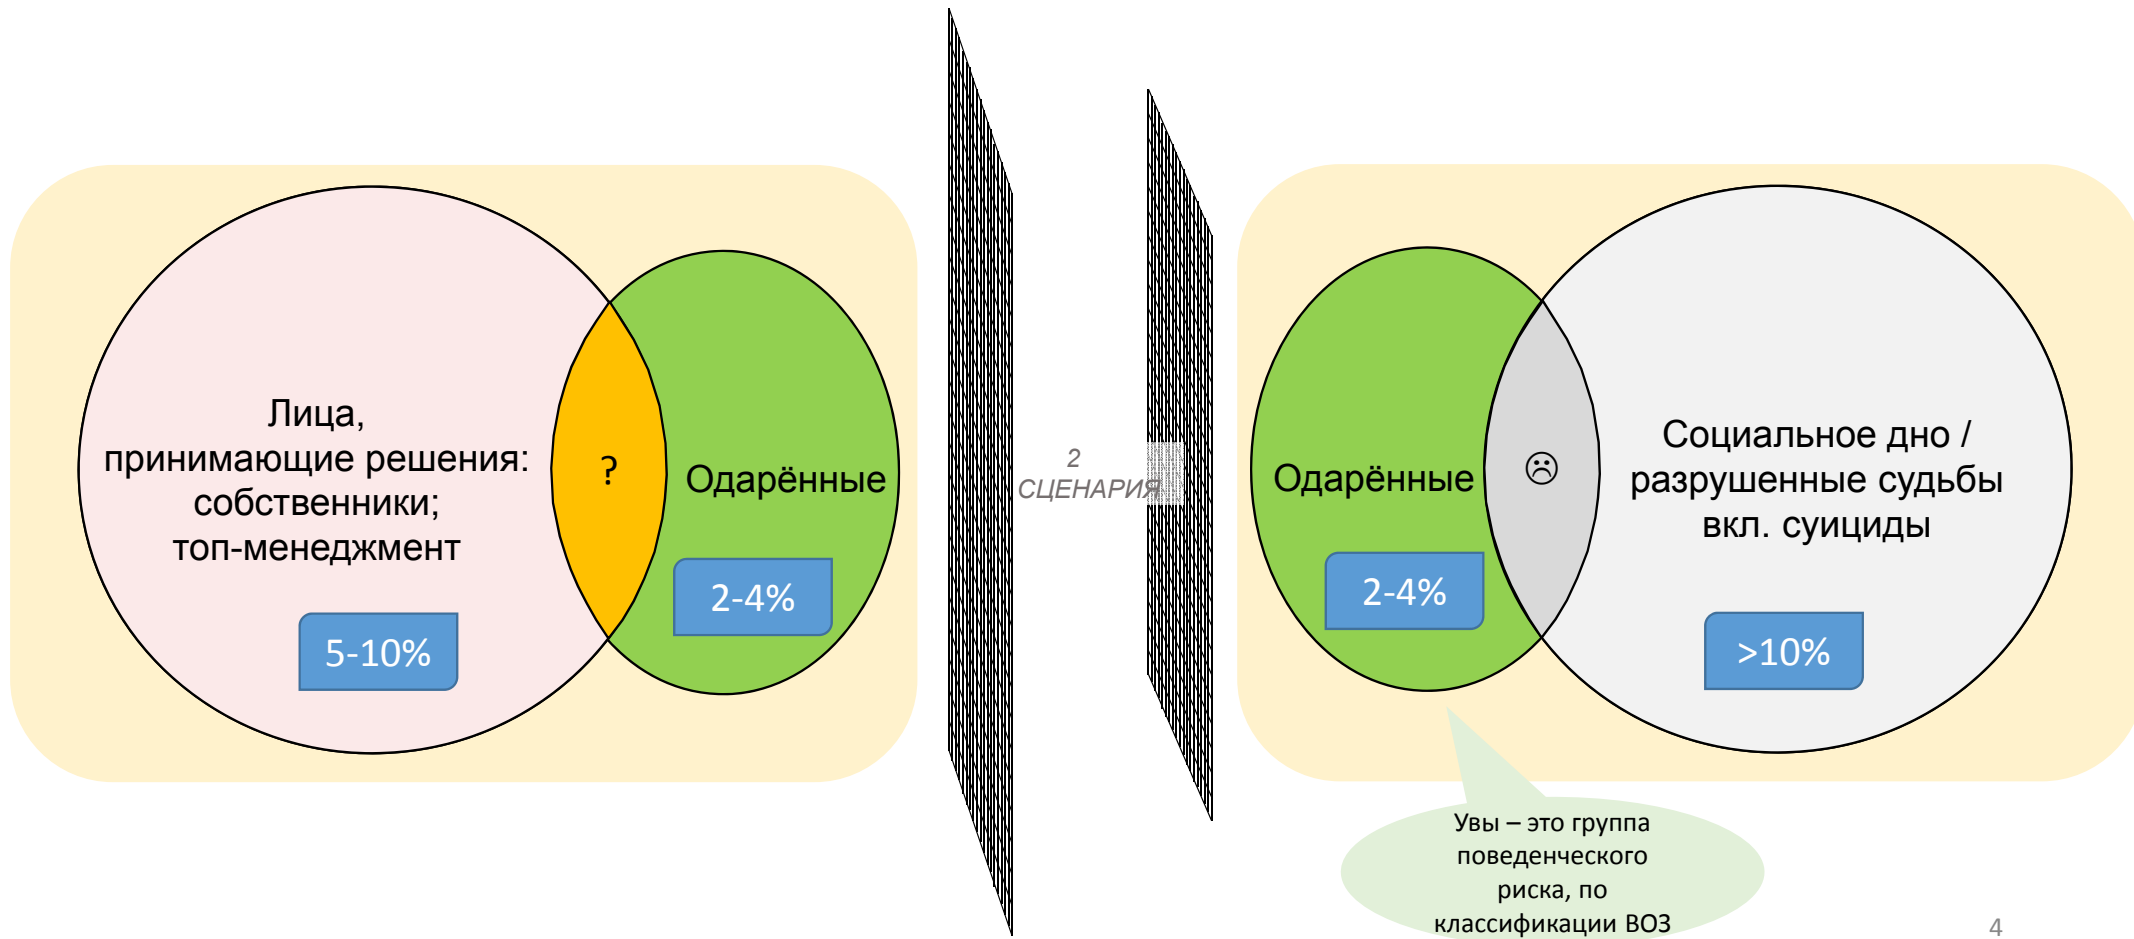 Лица,
принимающие решения:
собственники;
топ-менеджмент
5-10%
?
Одарённые
2-4%
2
СЦЕНАРИЯ
Одарённые
2-4%
☹
Социальное дно /
разрушенные судьбы
вкл. суициды
>10%
Увы – это группа
поведенческого
риска, по
классификации ВОЗ
4